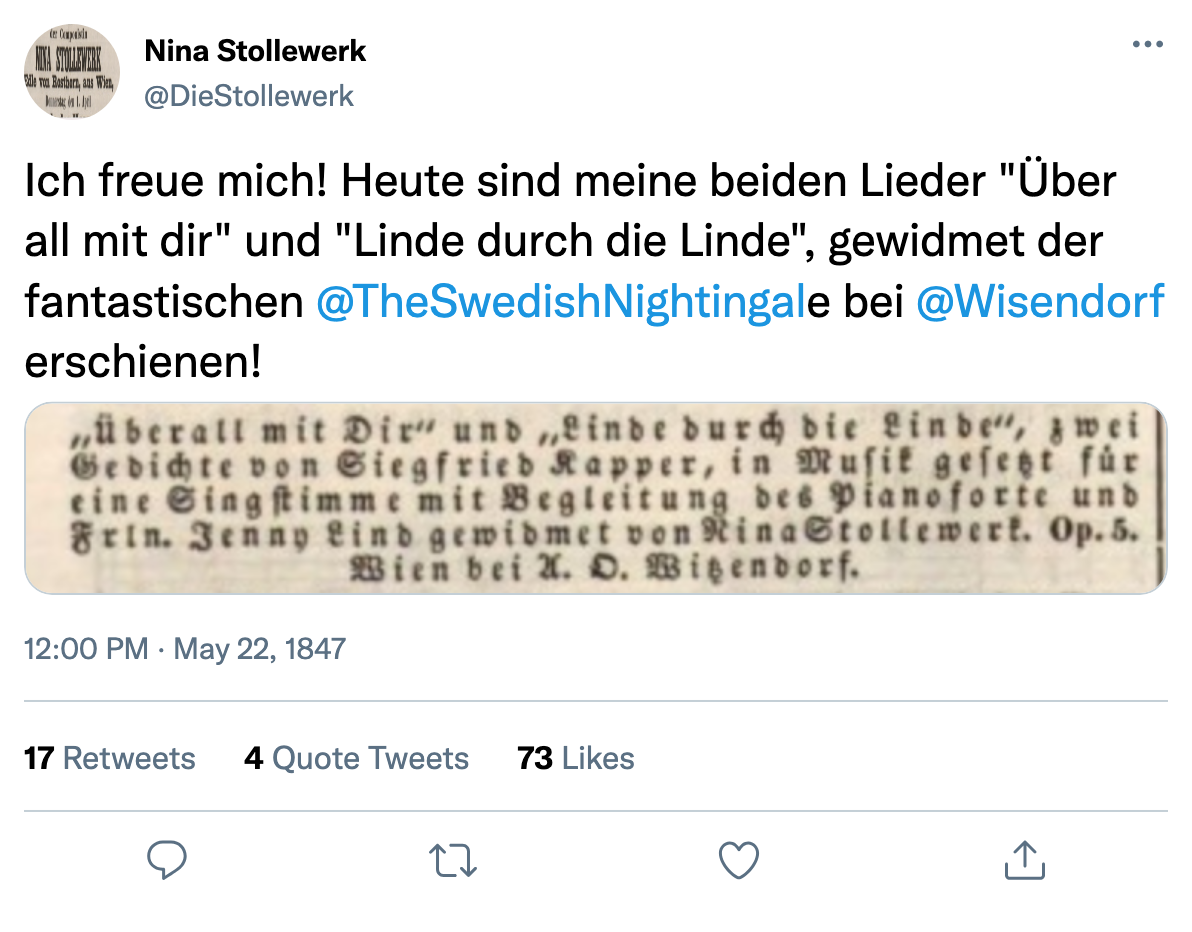 der Componistin
NINA STOLLEWERK
Edle von Rosthorn, aus Wien,
Donnerstag den 1. April
Nina Stollewerk
@DieStollewerk
Ich freue mich! Heute sind meine beiden Lieder "Über
all mit dir" und "Linde durch die Linde", gewidmet der
fantastischen @TheSwedishNightingale bei @Wisendorf
erschienen!
„Überall mit Dir“ und „Linde durch die Linde“, zwei
Gedichte von Siegfried Kapper, in Musik gesetzt für
eine Singstimme mit Begleitung des Pianoforte und
Frln. Jenny Lind gewidmet von Nina Stollewerk. Op. 5.
Wien bei A. O. Witzendorf.
12:00 PM · May 22, 1847
17 Retweets 4 Quote Tweets 73 Likes